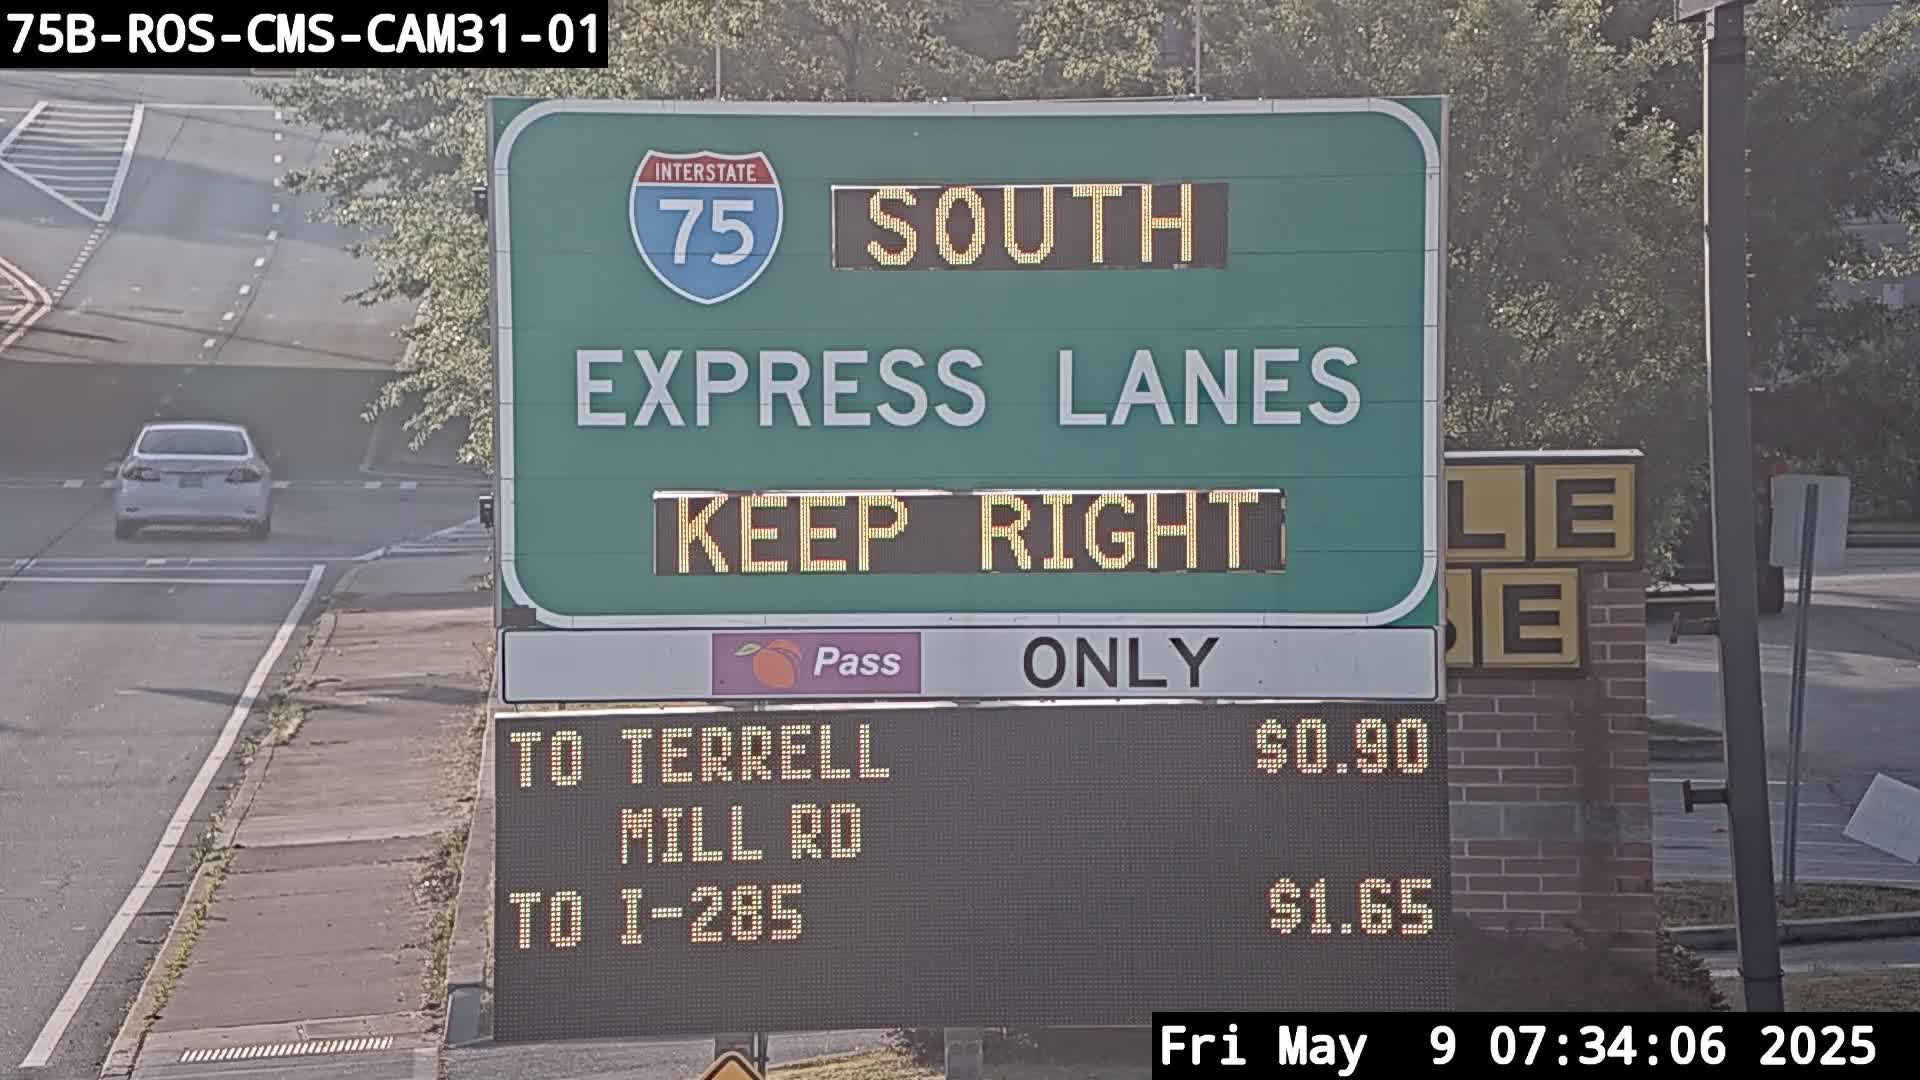 75B-ROS-CMS-CAM31-01
INTERSTATE
75
SOUTH
EXPRESS LANES
KEEP RIGHT
Pass ONLY
TO TERRELL $0.90
MILL RD
TO I-285 $1.65
LE
E
Fri May 9 07:34:06 2025